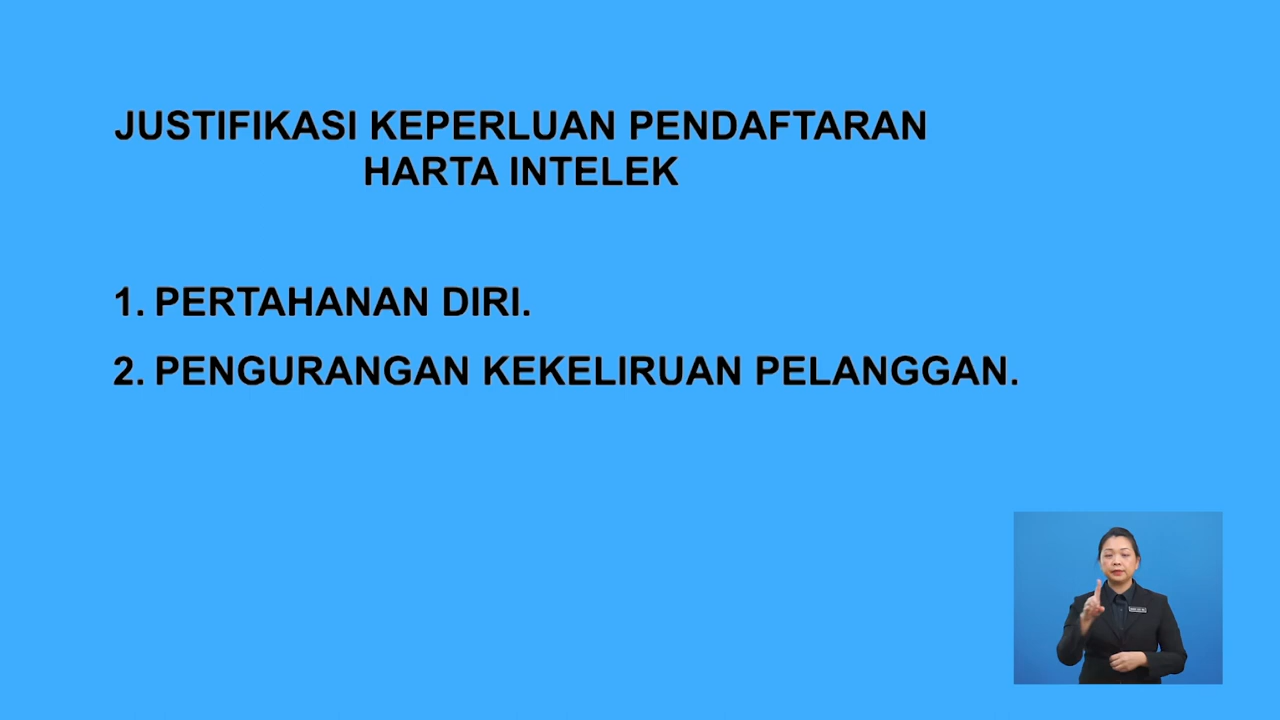 JUSTIFIKASI KEPERLUAN PENDAFTARAN
HARTA INTELEK
1. PERTAHANAN DIRI.
2. PENGURANGAN KEKELIRUAN PELANGGAN.